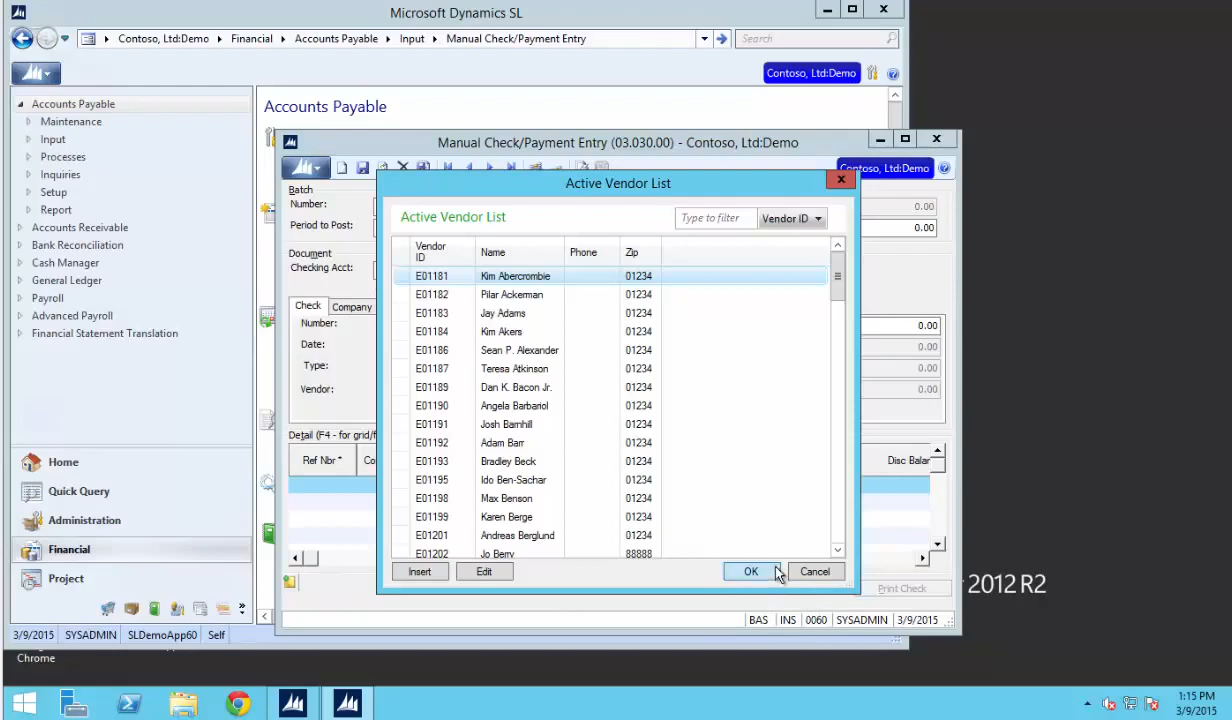 Microsoft Dynamics SL
Contoso, Ltd:Demo Financial Accounts Payable Input Manual Check/Payment Entry Search
Contoso, Ltd:Demo
Accounts Payable
Maintenance
Input
Processes
Inquiries
Setup
Report
Accounts Receivable
Bank Reconciliation
Cash Manager
General Ledger
Payroll
Advanced Payroll
Financial Statement Translation
Home
Quick Query
Administration
Financial
Project
3/9/2015 SYSADMIN SLDemoApp60 Self
Accounts Payable
Manual Check/Payment Entry (03.030.00) - Contoso, Ltd:Demo
Contoso, Ltd:Demo
Batch
Number: 0.00
Period to Post: 0.00
Document
Checking Acct:
Check Company
Number: 0.00
Date: 0.00
Type: 0.00
Vendor: 0.00
Detail (F4 - for grid/f
Ref Nbr * Co Disc Balar
Print Check
BAS INS 0060 SYSADMIN 3/9/2015
Active Vendor List
Active Vendor List Type to filter Vendor ID
Vendor ID Name Phone Zip
E01181 Kim Abercrombie 01234
E01182 Pilar Ackerman 01234
E01183 Jay Adams 01234
E01184 Kim Akers 01234
E01186 Sean P. Alexander 01234
E01187 Teresa Atkinson 01234
E01189 Dan K. Bacon Jr. 01234
E01190 Angela Barbariol 01234
E01191 Josh Barnhill 01234
E01192 Adam Barr 01234
E01193 Bradley Beck 01234
E01195 Ido Ben-Sachar 01234
E01198 Max Benson 01234
E01199 Karen Berge 01234
E01201 Andreas Berglund 01234
E01202 Jo Berry 88888
Insert Edit OK Cancel
2012 R2
Chrome
1:15 PM
3/9/2015